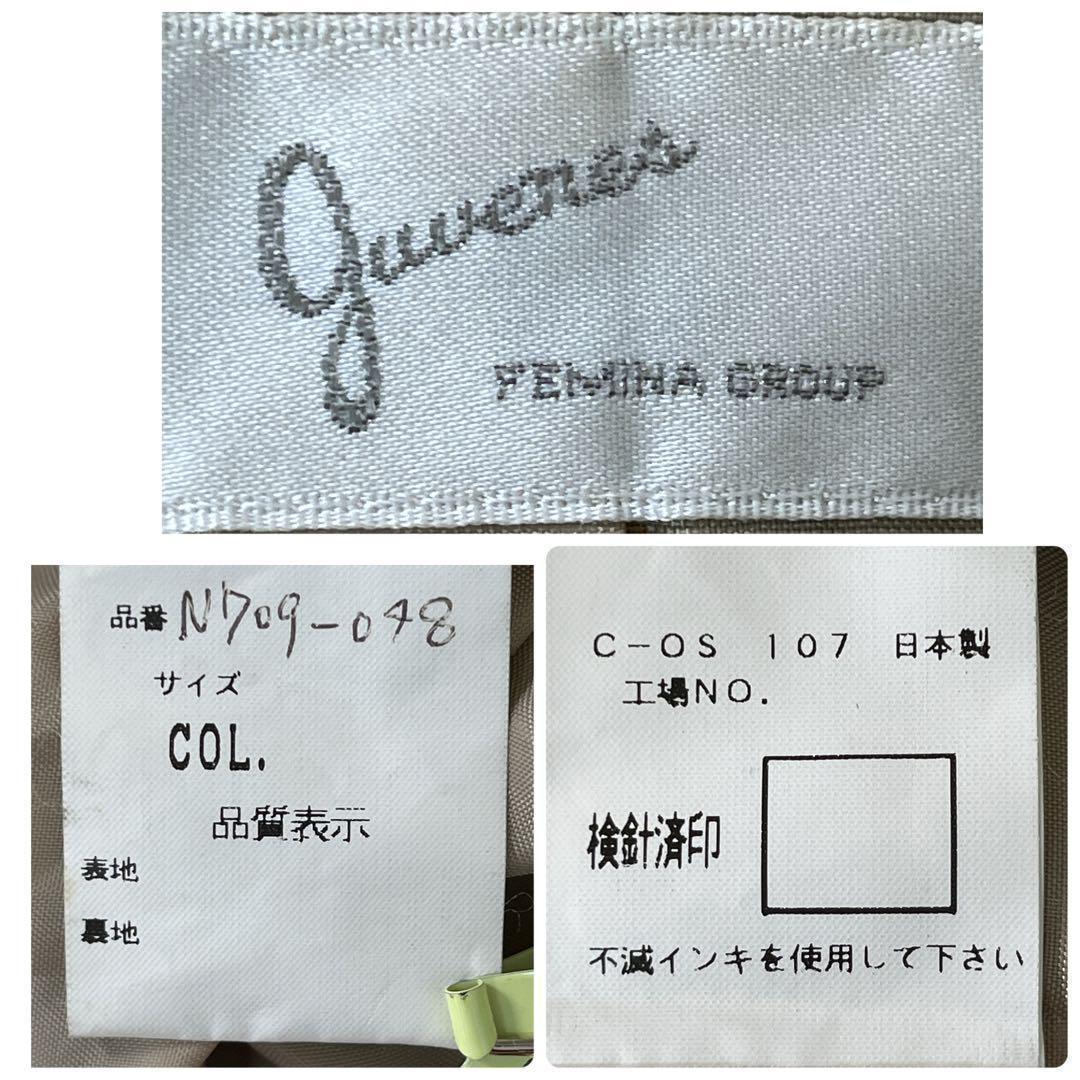 juvenes
FEMINA GROUP
品番 N709-048
サイズ
COL.
品質表示
表地
裏地
C-OS 107 日本製
工場NO.
検針済印
不滅インキを使用して下さい